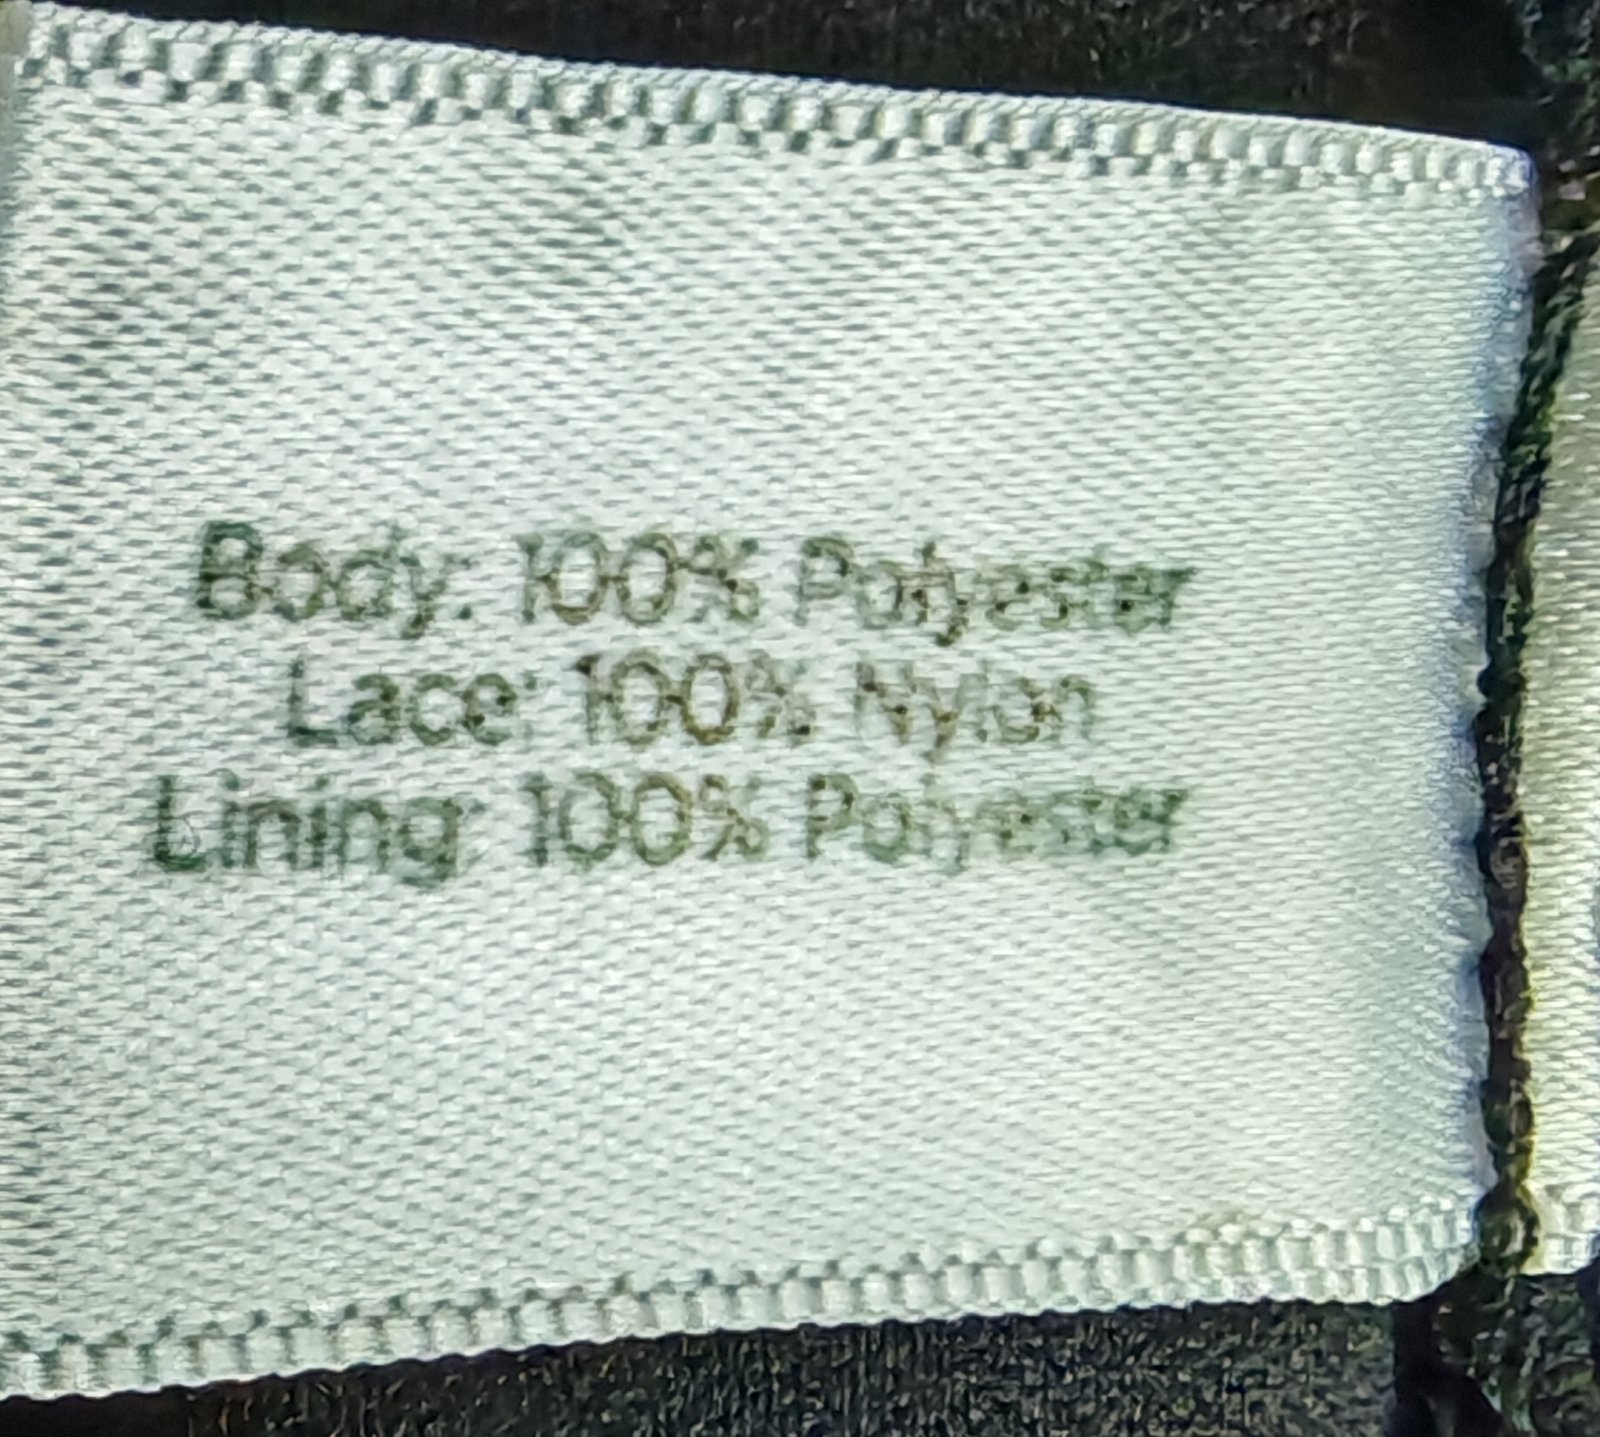 Body: 100% Polyester
Lace: 100% Nylon
Lining: 100% Polyester